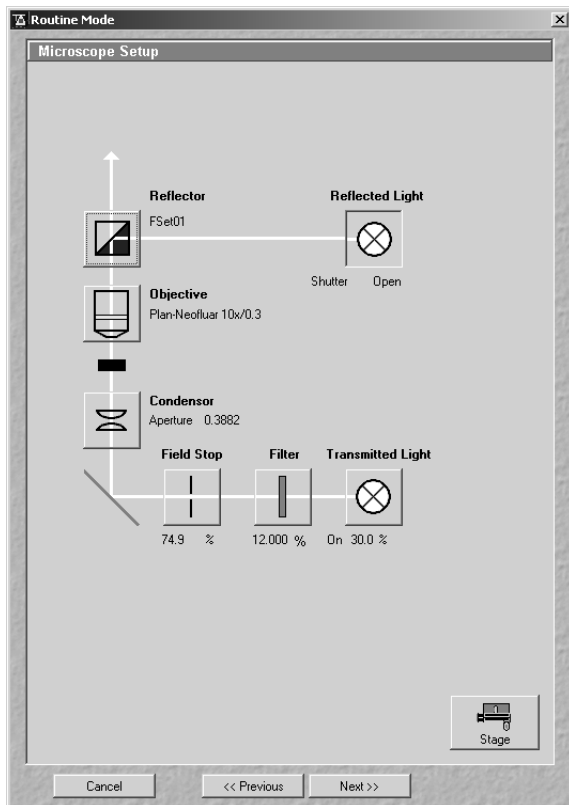 Routine Mode
Microscope Setup
Reflector
Reflected Light
FSet01
Shutter Open
Objective
Plan-Neofluar 10x/0.3
Condensor
Aperture 0.3882
Field Stop Filter Transmitted Light
74.9 % 12.000 % On 30.0 %
1
Stage
Cancel << Previous Next >>